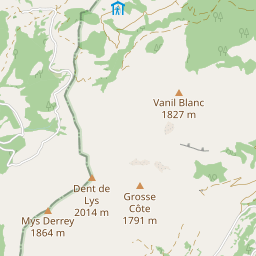 Vanil Blanc
1827 m
Dent de
Lys
2014 m
Grosse
Côte
1791 m
Mys Derrey
1864 m